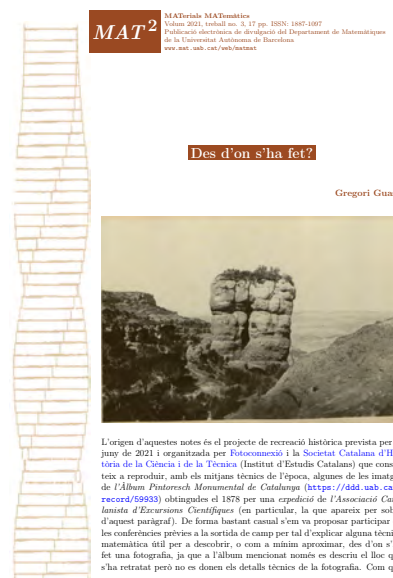 MAT²
MATerials MATemàtics
Volum 2021, treball no. 3, 17 pp. ISSN: 1887-1097
Publicació electrònica de divulgació del Departament de Matemàtiques
de la Universitat Autònoma de Barcelona
www.mat.uab.cat/web/matmat
Des d'on s'ha fet?
Gregori Gua
L'origen d'aquestes notes és el projecte de recreació històrica prevista per
juny de 2021 i organitzada per Fotoconnexió i la Societat Catalana d'H
tòria de la Ciència i de la Tècnica (Institut d'Estudis Catalans) que cons
teix a reproduir, amb els mitjans tècnics de l'època, algunes de les imatg
de l'Àlbum Pintoresch Monumental de Catalunya (https://ddd.uab.ca
record/59933) obtingudes el 1878 per una expedició de l'Associació Ca
lanista d'Excursions Científiques (en particular, la que apareix per sob
d'aquest paràgraf). De forma bastant casual s'em va proposar participar
les conferències prèvies a la sortida de camp per tal d'explicar alguna tècni
matemàtica útil per a descobrir, o com a mínim aproximar, des d'on s'
fet una fotografia, ja que a l'àlbum mencionat només es descriu el lloc q
s'ha retratat però no es donen els detalls tècnics de la fotografia. Com q